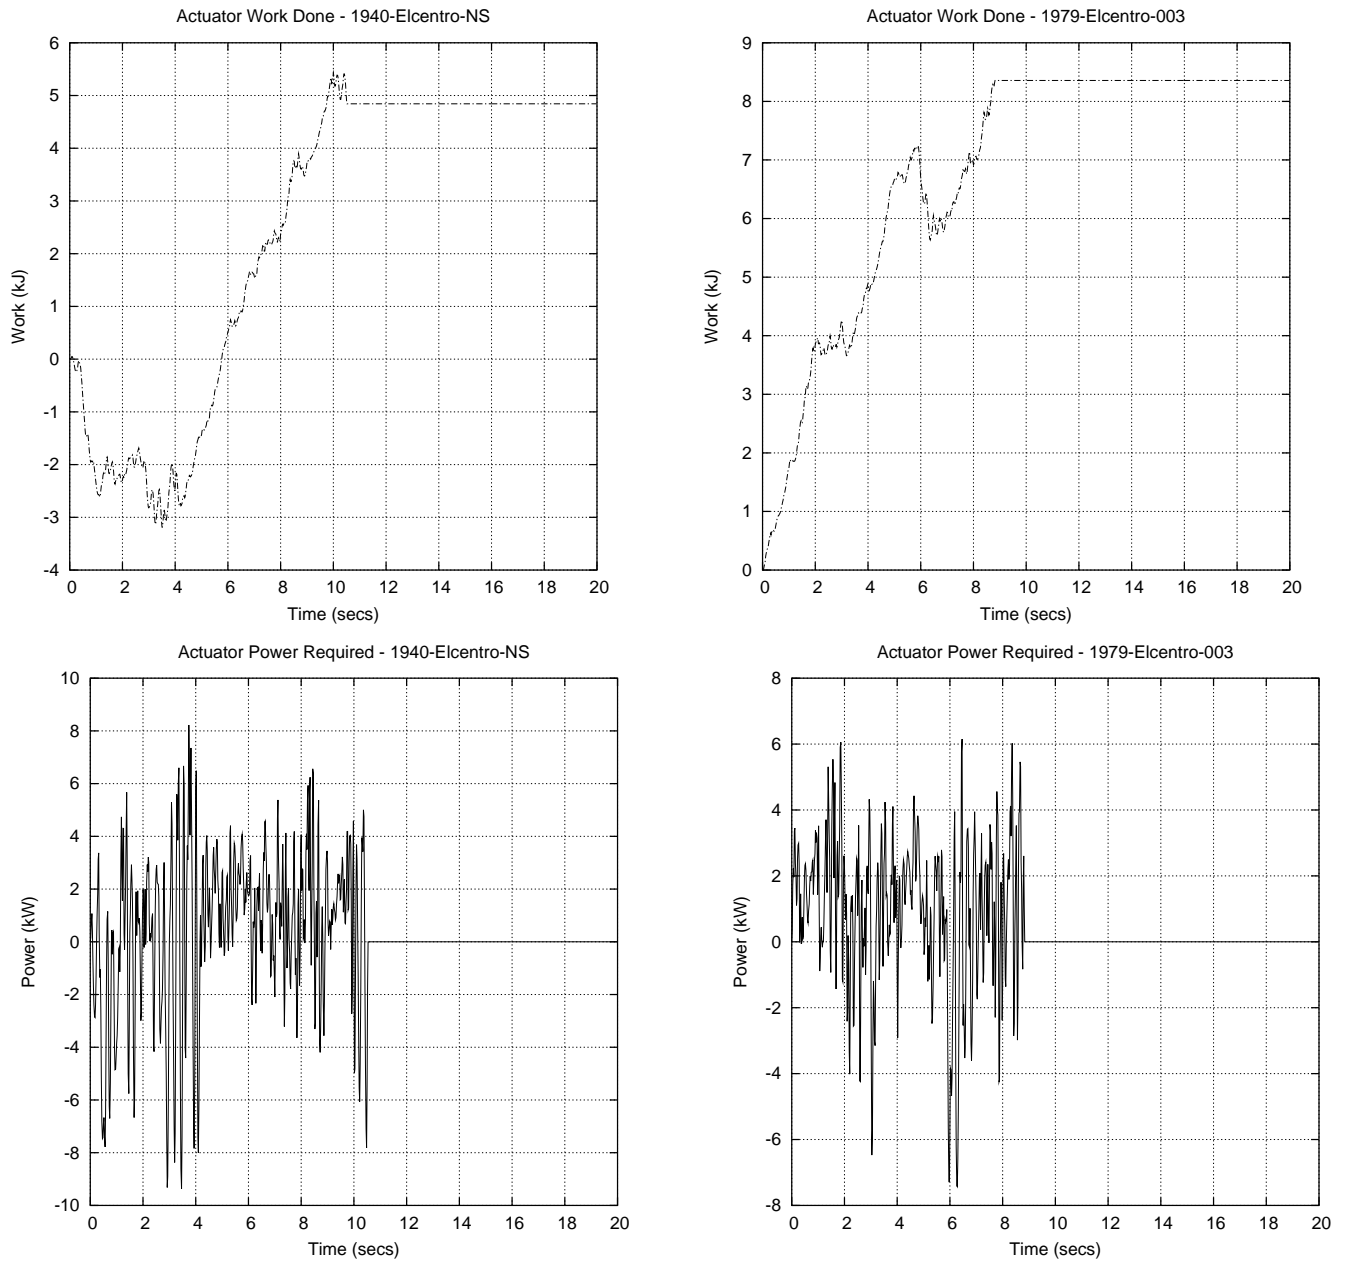 Actuator Work Done - 1940-Elcentro-NS
6
5
4
3
2
1
0
-1
-2
-3
-4
Work (kJ)
0 2 4 6 8 10 12 14 16 18 20
Time (secs)
Actuator Work Done - 1979-Elcentro-003
9
8
7
6
5
4
3
2
1
0
Work (kJ)
0 2 4 6 8 10 12 14 16 18 20
Time (secs)
Actuator Power Required - 1940-Elcentro-NS
10
8
6
4
2
0
-2
-4
-6
-8
-10
Power (kW)
0 2 4 6 8 10 12 14 16 18 20
Time (secs)
Actuator Power Required - 1979-Elcentro-003
8
6
4
2
0
-2
-4
-6
-8
Power (kW)
0 2 4 6 8 10 12 14 16 18 20
Time (secs)